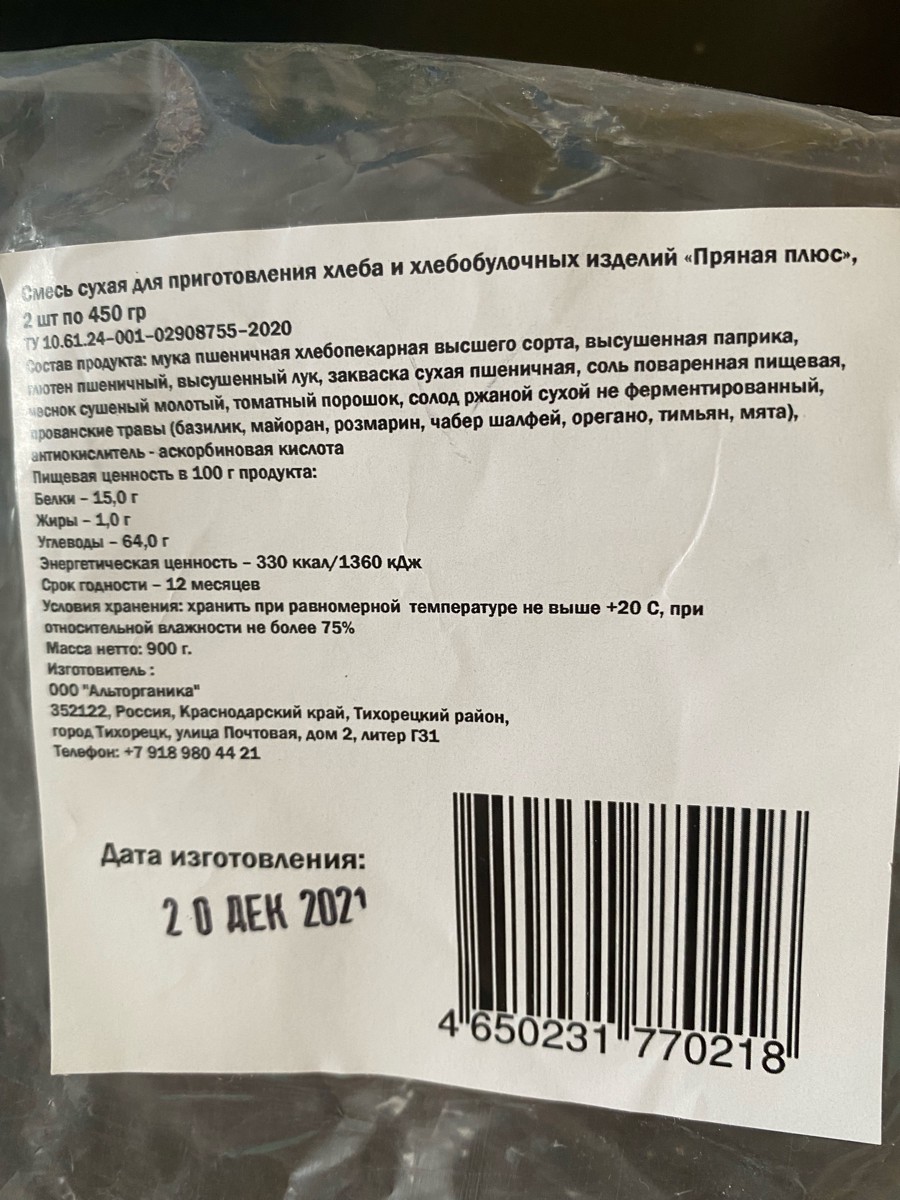 Смесь сухая для приготовления хлеба и хлебобулочных изделий «Пряная плюс»,
2 шт по 450 гр
ТУ 10.61.24-001-02908755-2020
Состав продукта: мука пшеничная хлебопекарная высшего сорта, высушенная паприка,
глютен пшеничный, высушенный лук, закваска сухая пшеничная, соль поваренная пищевая,
чеснок сушеный молотый, томатный порошок, солод ржаной сухой не ферментированный,
прованские травы (базилик, майоран, розмарин, чабер шалфей, орегано, тимьян, мята),
антиокислитель - аскорбиновая кислота
Пищевая ценность в 100 г продукта:
Белки – 15,0 г
Жиры – 1,0 г
Углеводы – 64,0 г
Энергетическая ценность – 330 ккал/1360 кДж
Срок годности – 12 месяцев
Условия хранения: хранить при равномерной температуре не выше +20 С, при
относительной влажности не более 75%
Масса нетто: 900 г.
Изготовитель :
ООО "Альторганика"
352122, Россия, Краснодарский край, Тихорецкий район,
город Тихорецк, улица Почтовая, дом 2, литер Г31
Телефон: +7 918 980 44 21
Дата изготовления:
20 ДЕК 2021
4 650231 770218